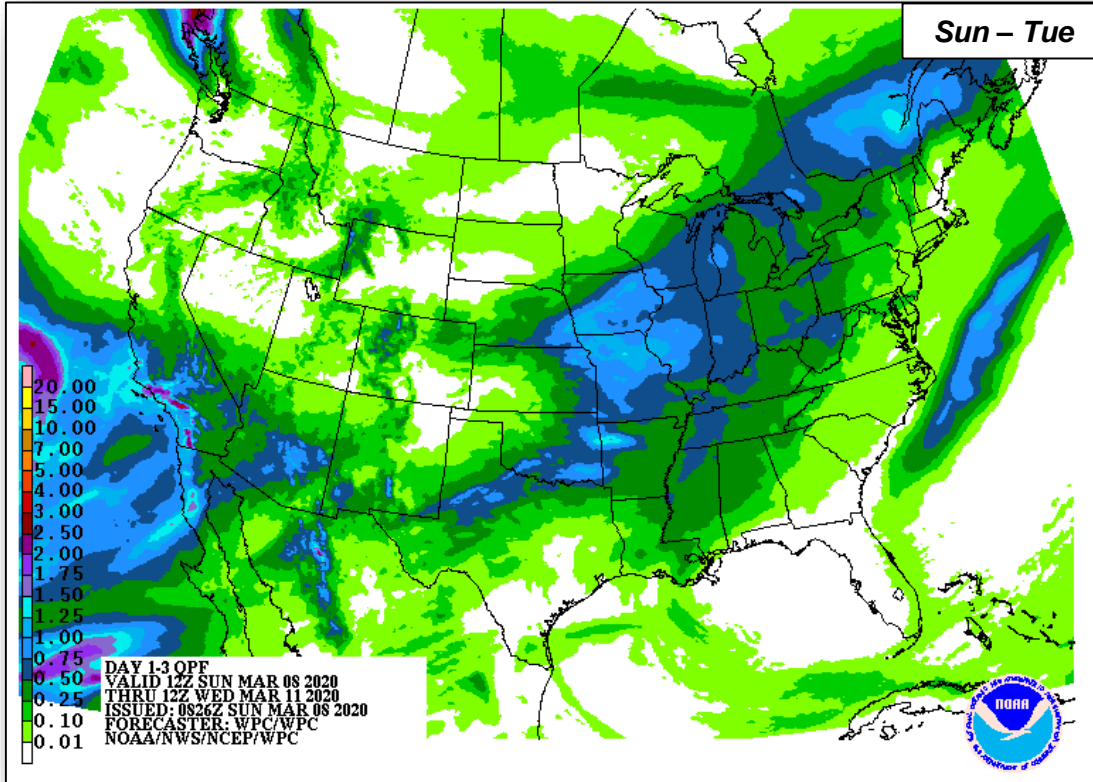 Sun – Tue
20.00
15.00
10.00
7.00
5.00
4.00
3.00
2.50
2.00
1.75
1.50
1.25
1.00
0.75
0.50
0.25
0.10
0.01
DAY 1-3 QPF
VALID 12Z SUN MAR 08 2020
THRU 12Z WED MAR 11 2020
ISSUED: 0826Z SUN MAR 08 2020
FORECASTER: WPC/WPC
NOAA/NWS/NCEP/WPC
NOAA